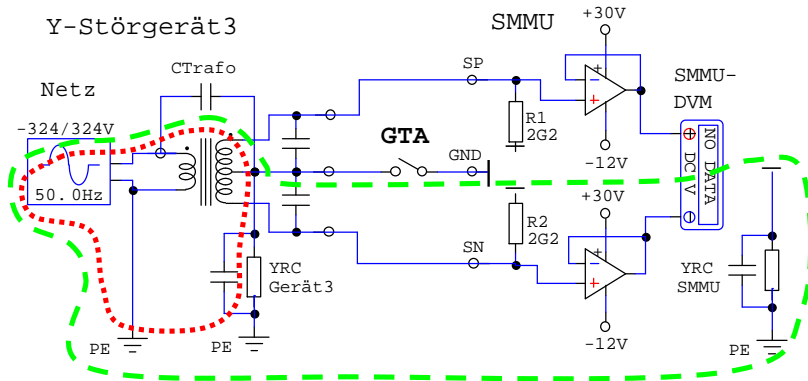 Y-Störgerät3
SMMU
+30V
CTrafo
SP
SMMU-
DVM
Netz
-324/324V
R1
2G2
GTA
GND
-12V
NO DATA
DC V
50.0Hz
+30V
R2
2G2
SN
YRC
Gerät3
YRC
SMMU
-12V
PE
PE
PE